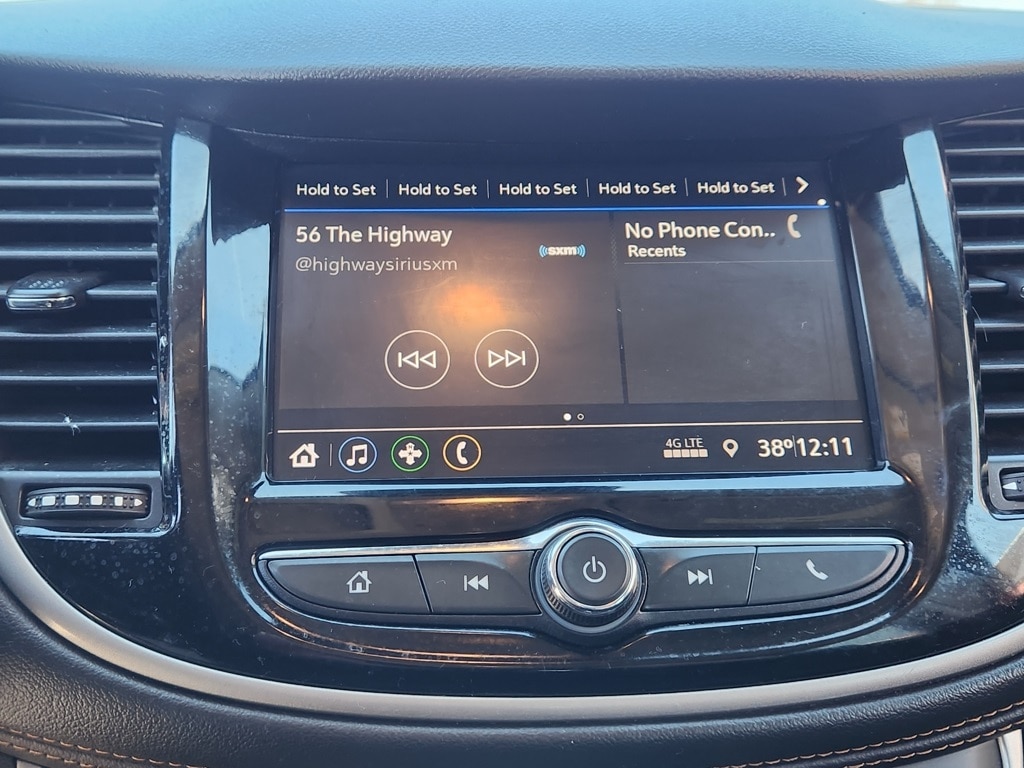 Hold to Set Hold to Set Hold to Set Hold to Set Hold to Set
56 The Highway
@highwaysiriusxm
sxm
No Phone Con..
Recents
4G LTE
38° 12:11